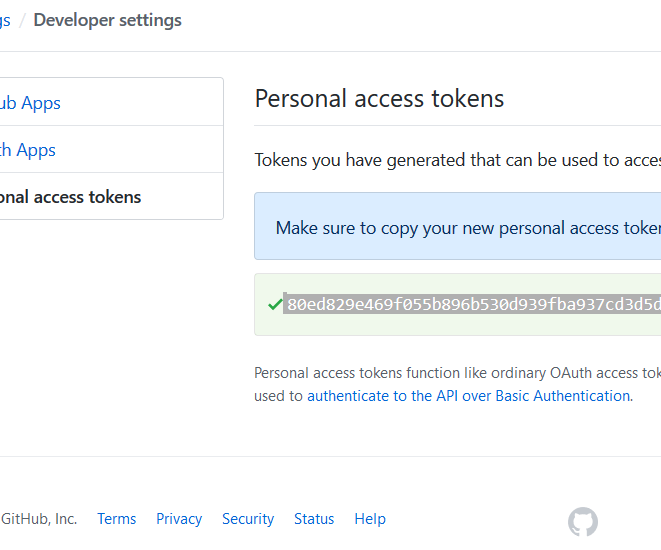 gs / Developer settings
ub Apps
th Apps
onal access tokens
Personal access tokens
Tokens you have generated that can be used to acces
Make sure to copy your new personal access token
80ed829e469f055b896b530d939fba937cd3d5d
Personal access tokens function like ordinary OAuth access tok
used to authenticate to the API over Basic Authentication.
GitHub, Inc. Terms Privacy Security Status Help